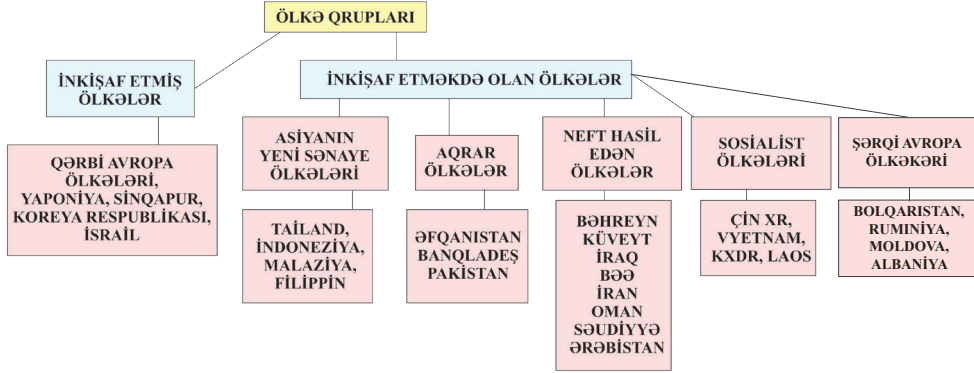 ÖLKƏ QRUPLARI
İNKİŞAF ETMİŞ
ÖLKƏLƏR
İNKİŞAF ETMƏKDƏ OLAN ÖLKƏLƏR
QƏRBİ AVROPA
ÖLKƏLƏRİ,
YAPONİYA, SİNQAPUR,
KOREYA RESPUBLİKASI,
İSRAİL
ASİYANIN
YENİ SƏNAYE
ÖLKƏLƏRİ
TAİLAND,
İNDONEZİYA,
MALAZİYA,
FİLİPPİN
AQRAR
ÖLKƏLƏR
ƏFQANISTAN
BANQLADEŞ
PAKİSTAN
NEFT HASİL
EDƏN
ÖLKƏLƏR
BƏHREYN
KÜVEYT
İRAQ
BƏƏ
İRAN
OMAN
SƏUDİYYƏ
ƏRƏBİSTAN
SOSİALİST
ÖLKƏLƏRİ
ÇİN XR,
VYETNAM,
KXDR, LAOS
ŞƏRQİ AVROPA
ÖLKƏKƏRİ
BOLQARISTAN,
RUMINİYA,
MOLDOVA,
ALBANİYA